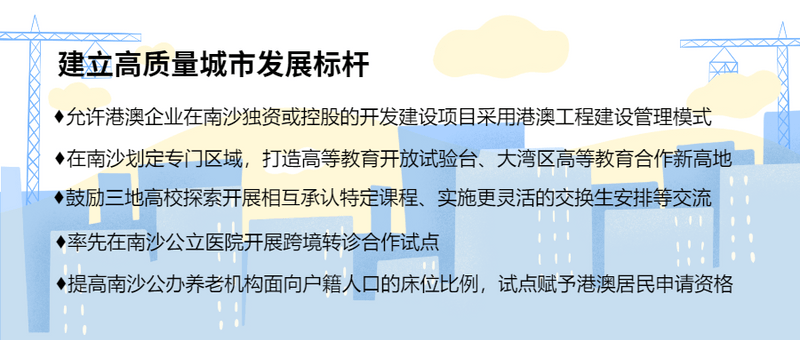 建立高质量城市发展标杆
♦允许港澳企业在南沙独资或控股的开发建设项目采用港澳工程建设管理模式
♦在南沙划定专门区域，打造高等教育开放试验台、大湾区高等教育合作新高地
♦鼓励三地高校探索开展相互承认特定课程、实施更灵活的交换生安排等交流
♦率先在南沙公立医院开展跨境转诊合作试点
♦提高南沙公办养老机构面向户籍人口的床位比例，试点赋予港澳居民申请资格